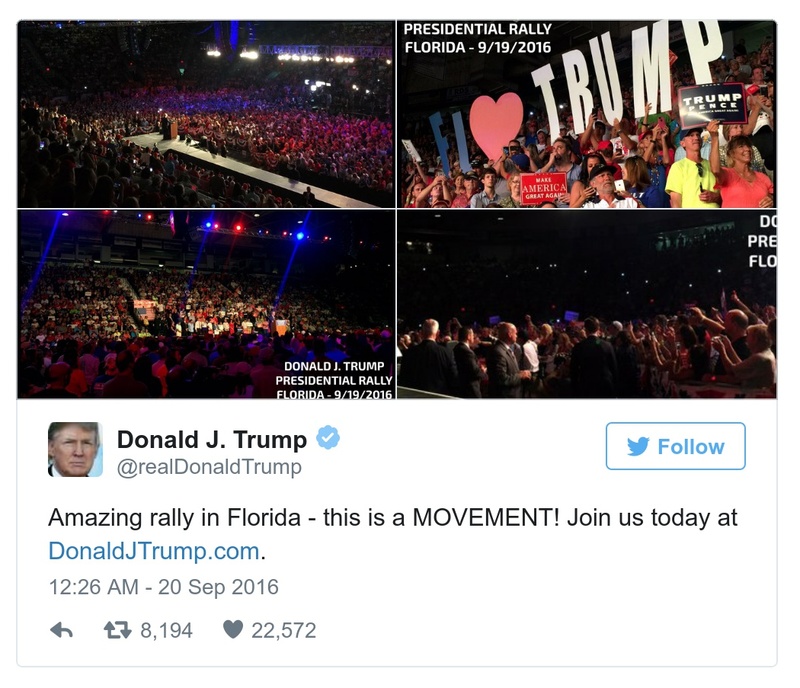 PRESIDENTIAL RALLY
FLORIDA - 9/19/2016
FL
TRUMP
TRUMP
PENCE
MAKE
AMERICA
GREAT AGAIN
DONALD J. TRUMP
PRESIDENTIAL RALLY
FLORIDA - 9/19/2016
DO
PRE
FLO
Donald J. Trump
@realDonaldTrump
Follow
Amazing rally in Florida - this is a MOVEMENT! Join us today at
DonaldJTrump.com.
12:26 AM - 20 Sep 2016
8,194 22,572